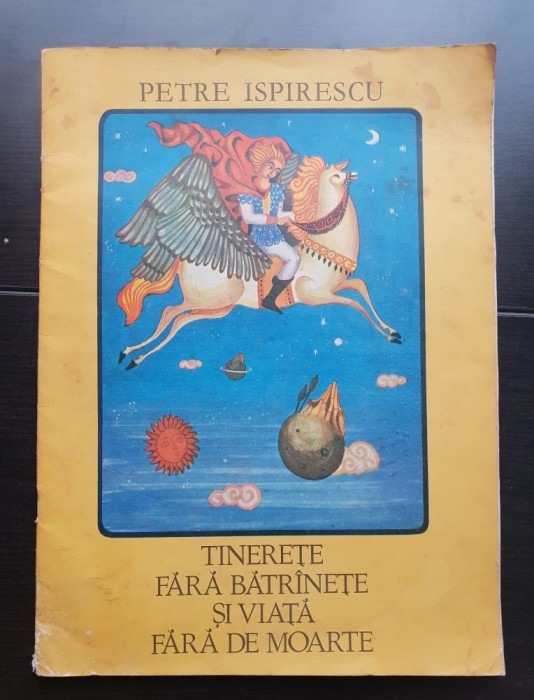 PETRE ISPIRESCU
TINEREȚE
FĂRĂ BĂTRÎNEȚE
ȘI VIAȚĂ
FĂRĂ DE MOARTE